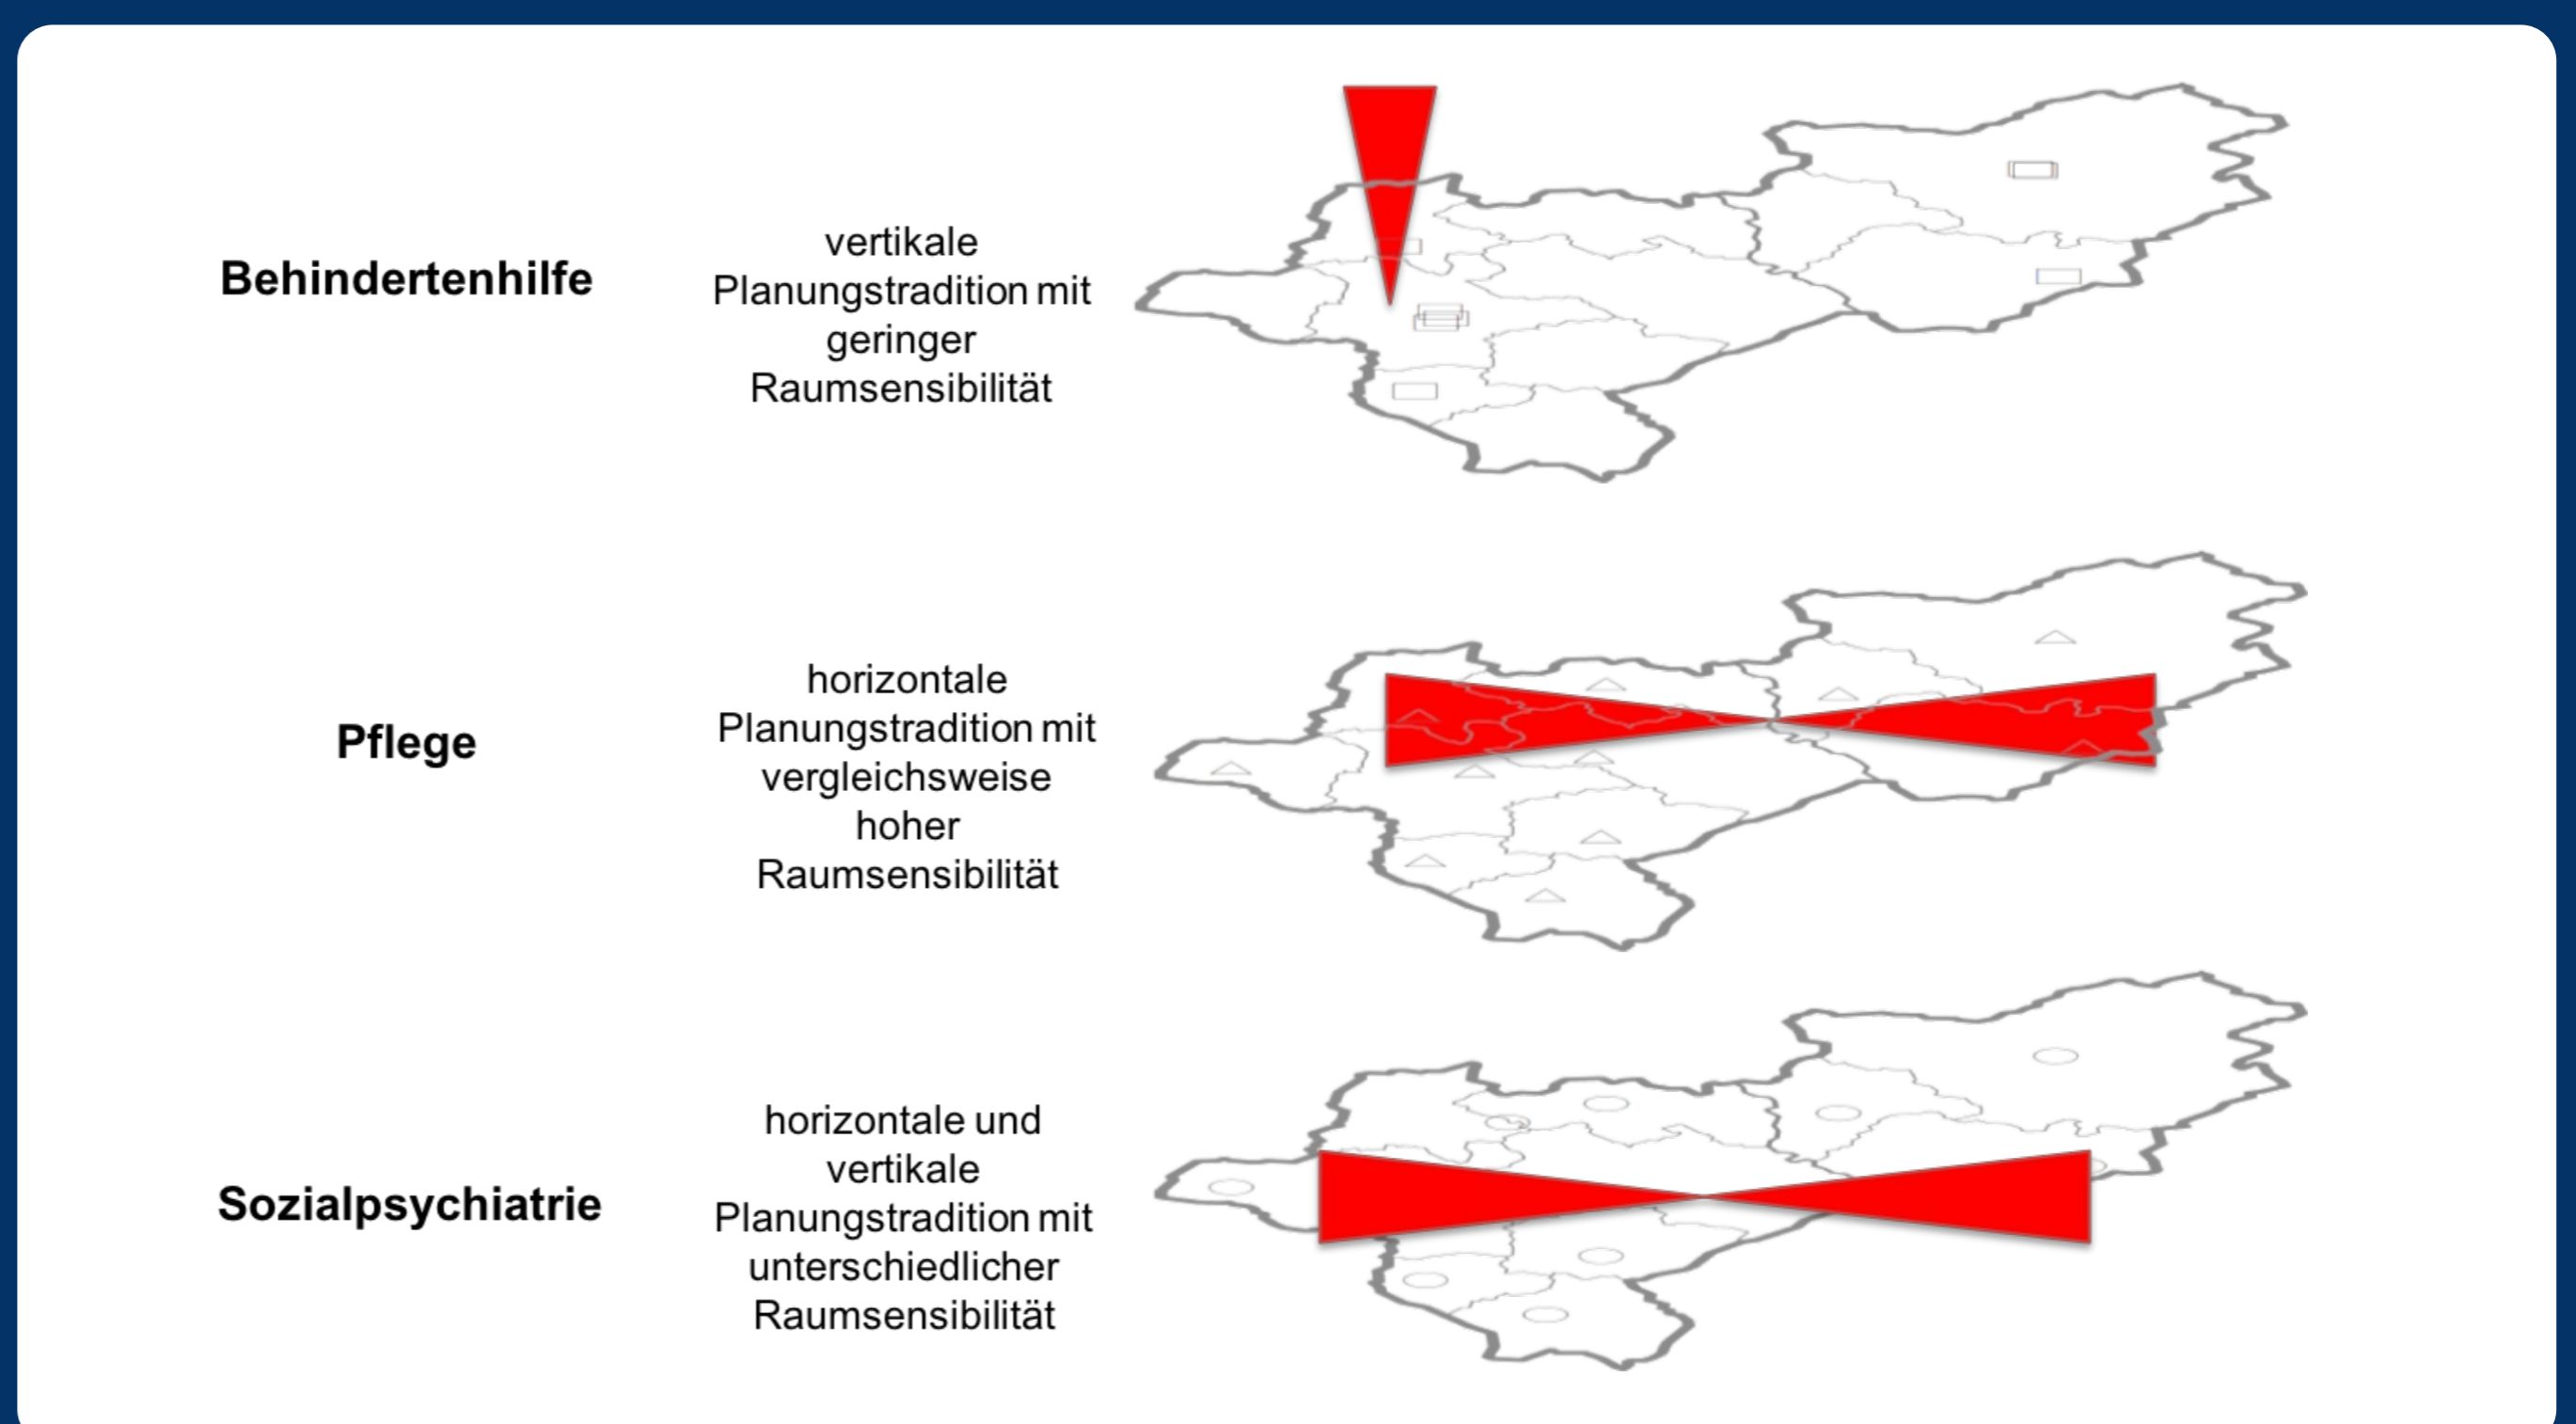 Behindertenhilfe
vertikale
Planungstradition mit
geringer
Raumsensibilität
Pflege
horizontale
Planungstradition mit
vergleichsweise
hoher
Raumsensibilität
Sozialpsychiatrie
horizontale und
vertikale
Planungstradition mit
unterschiedlicher
Raumsensibilität